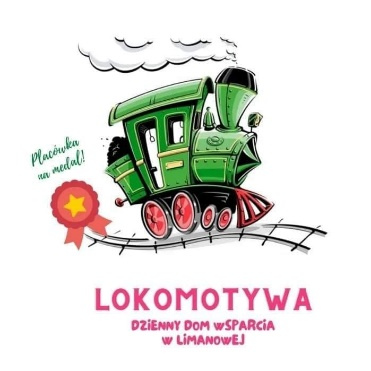 Placówka
na medal!
LOKOMOTYWA
DZIENNY DOM WSPARCIA
W LIMANOWEJ